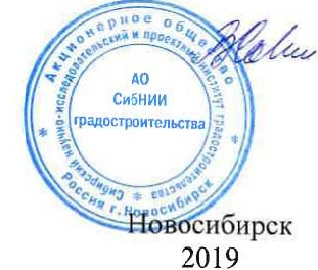 Акционерное общество
Сибирский научно-исследовательский и проектный институт градостроительства
АО
СибНИИ
градостроительства
Россия г.Новосибирск
Новосибирск
2019